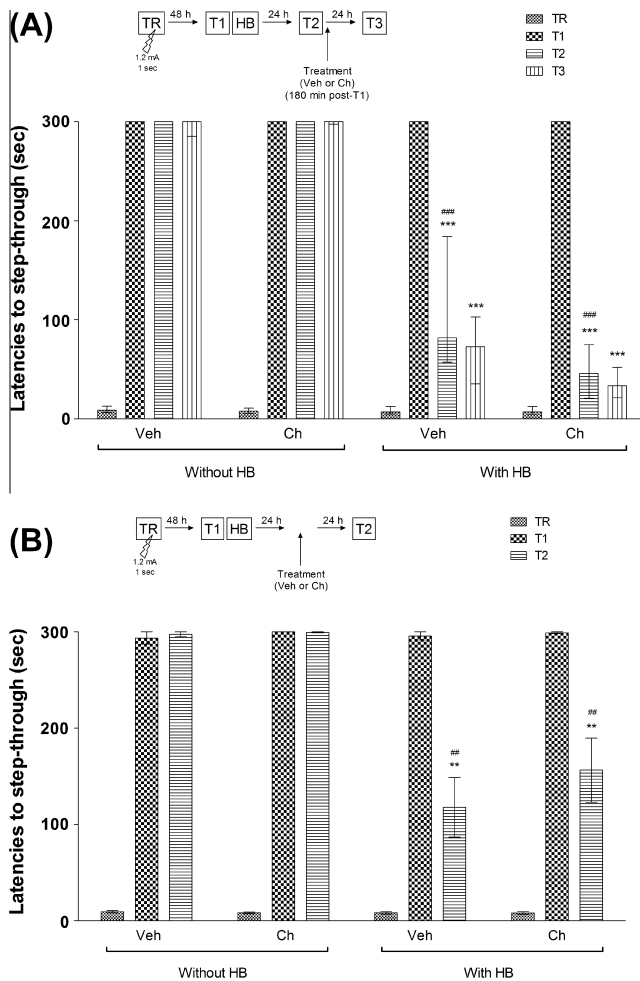 (A)
TR 48 h T1 HB 24 h T2 24 h T3
1.2 mA
1 sec
Treatment
(Veh or Ch)
(180 min post-T1)
TR
T1
T2
T3
Latencies to step-through (sec)
300
200
100
0
###
***
***
###
***
***
Veh Ch Veh Ch
Without HB With HB
(B)
TR 48 h T1 HB 24 h 24 h T2
1.2 mA
1 sec
Treatment
(Veh or Ch)
TR
T1
T2
Latencies to step-through (sec)
300
200
100
0
##
**
##
**
Veh Ch Veh Ch
Without HB With HB